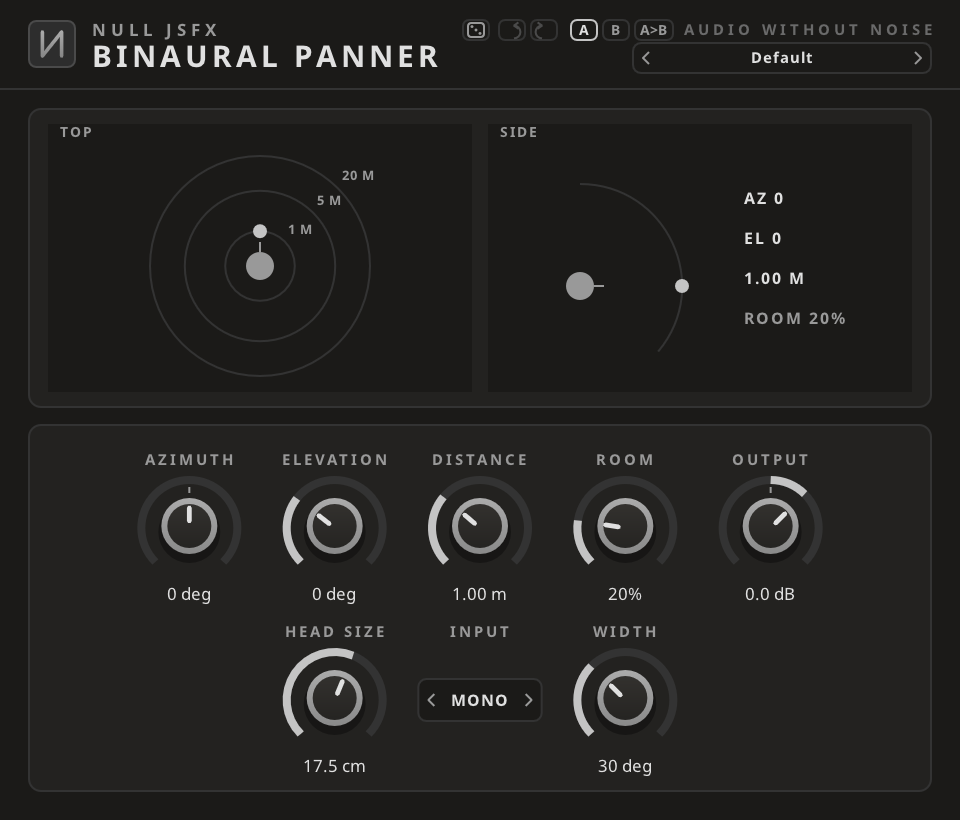 NULL JSFX
BINAURAL PANNER
A B A>B AUDIO WITHOUT NOISE
Default
TOP
20 M
5 M
1 M
SIDE
AZ 0
EL 0
1.00 M
ROOM 20%
AZIMUTH ELEVATION DISTANCE ROOM OUTPUT
0 deg 0 deg 1.00 m 20% 0.0 dB
HEAD SIZE INPUT WIDTH
MONO
17.5 cm 30 deg